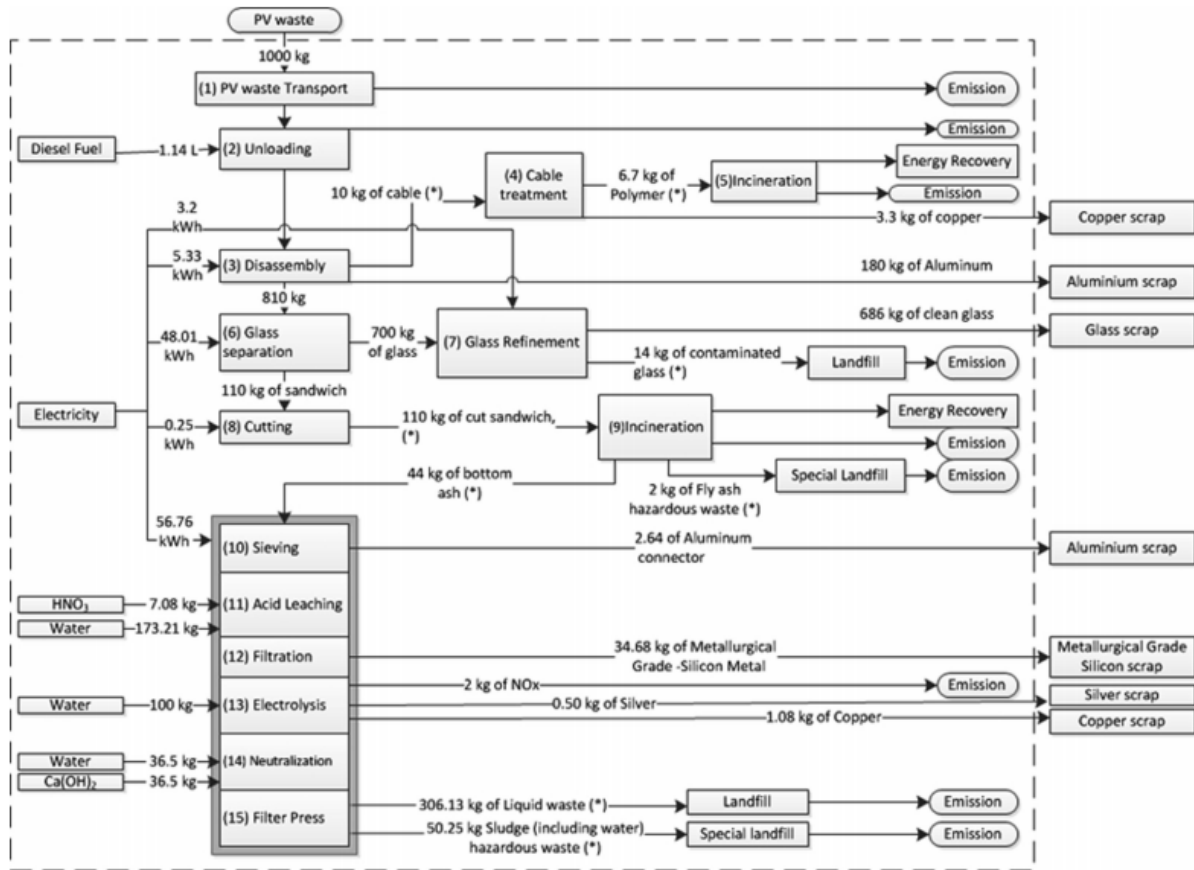 PV waste
1000 kg
(1) PV waste Transport
Emission
Diesel Fuel
1.14 L
(2) Unloading
Emission
10 kg of cable (*)
(4) Cable
treatment
6.7 kg of
Polymer (*)
(5)Incineration
Energy Recovery
Emission
3.3 kg of copper
Copper scrap
3.2
kWh
5.33
kWh
(3) Disassembly
180 kg of Aluminum
Aluminium scrap
810 kg
48.01
kWh
(6) Glass
separation
700 kg
of glass
(7) Glass Refinement
686 kg of clean glass
Glass scrap
14 kg of contaminated
glass (*)
Landfill
Emission
110 kg of sandwich
Electricity
0.25
kWh
(8) Cutting
110 kg of cut sandwich,
(*)
(9)Incineration
Energy Recovery
Emission
44 kg of bottom
ash (*)
2 kg of Fly ash
hazardous waste (*)
Special Landfill
Emission
56.76
kWh
(10) Sieving
2.64 of Aluminum
connector
Aluminium scrap
HNO₃
7.08 kg
(11) Acid Leaching
Water
173.21 kg
(12) Filtration
34.68 kg of Metallurgical
Grade -Silicon Metal
Metallurgical Grade
Silicon scrap
2 kg of NOx
Emission
Water
100 kg
(13) Electrolysis
0.50 kg of Silver
Silver scrap
1.08 kg of Copper
Copper scrap
Water
36.5 kg
(14) Neutralization
Ca(OH)₂
36.5 kg
(15) Filter Press
306.13 kg of Liquid waste (*)
Landfill
Emission
50.25 kg Sludge (including water)
hazardous waste (*)
Special landfill
Emission